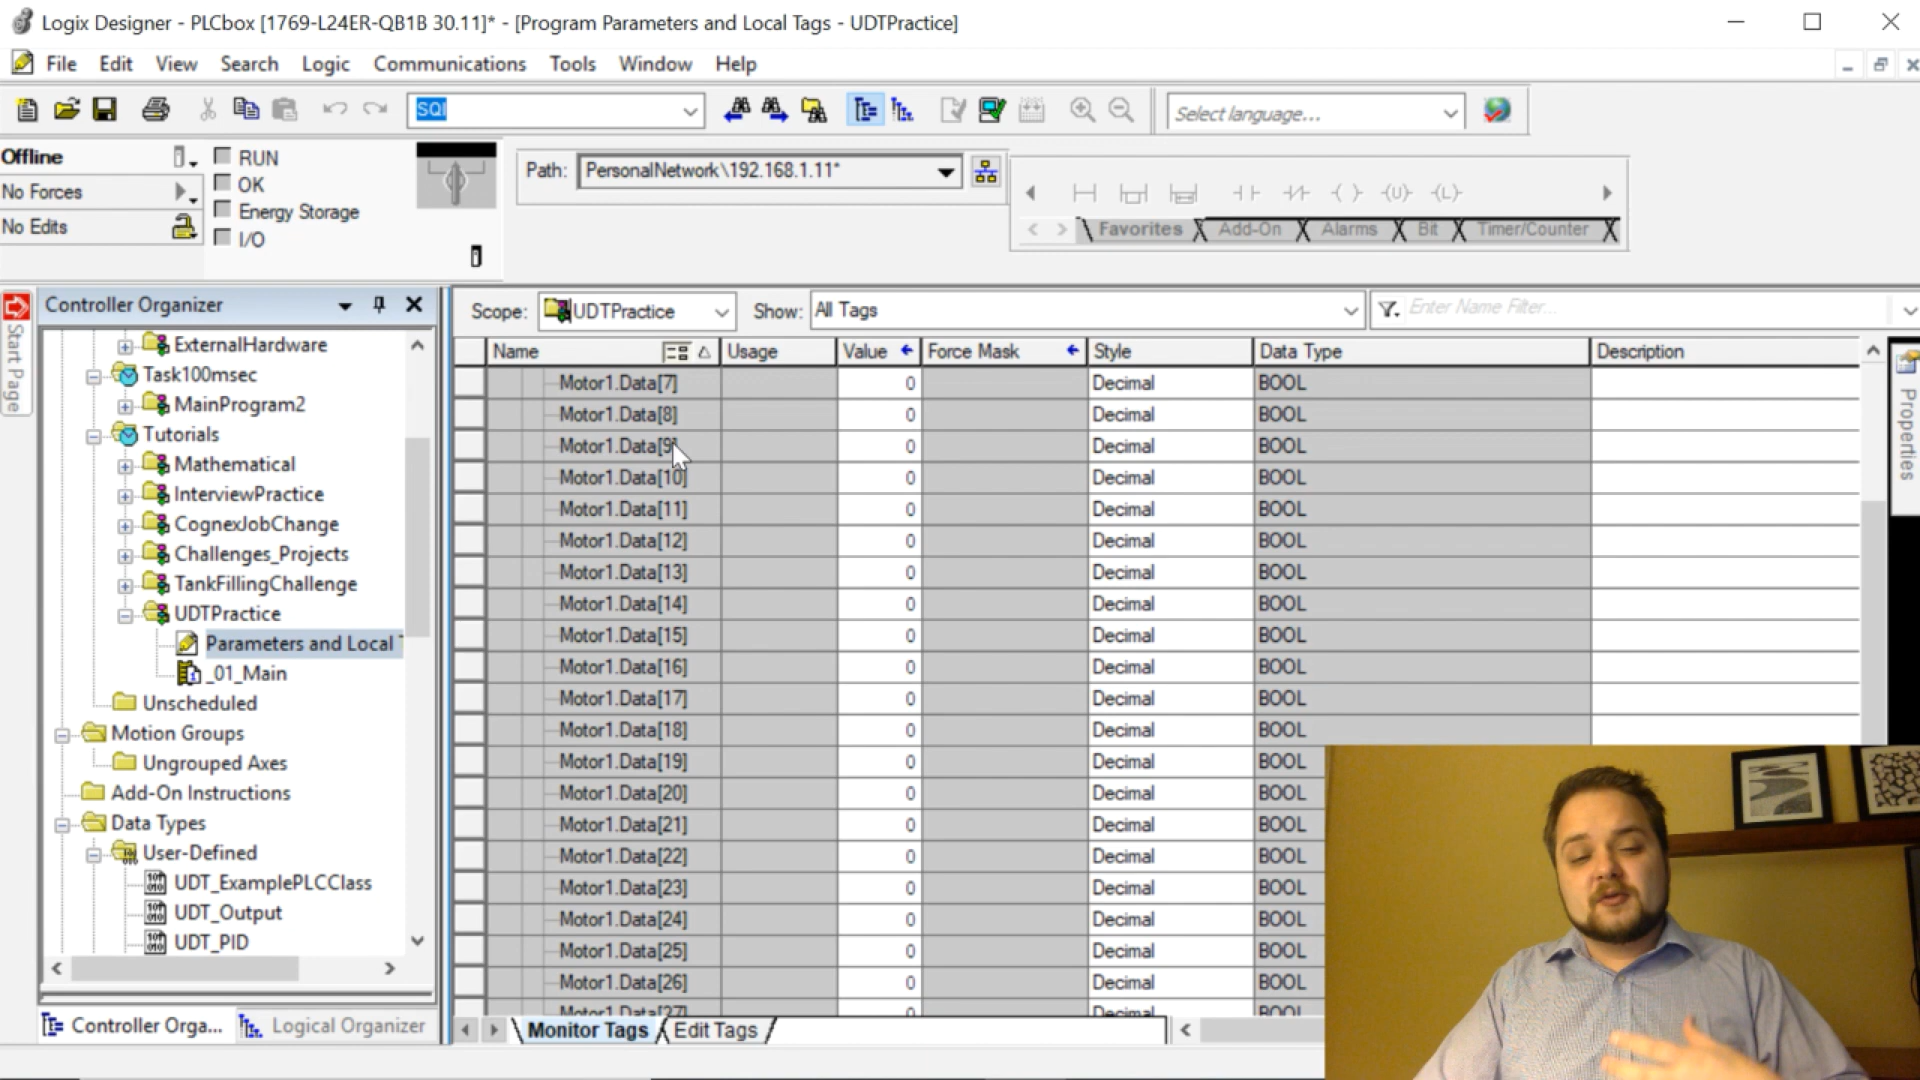 Logix Designer - PLCbox [1769-L24ER-QB1B 30.11]* - [Program Parameters and Local Tags - UDTPractice]
File Edit View Search Logic Communications Tools Window Help
SQI
Select language...
Offline
No Forces
No Edits
RUN
OK
Energy Storage
I/O
Path: PersonalNetwork\192.168.1.11*
Favorites Add-On Alarms Bit Timer/Counter
Start Page
Controller Organizer
ExternalHardware
Task100msec
MainProgram2
Tutorials
Mathematical
InterviewPractice
CognexJobChange
Challenges_Projects
TankFillingChallenge
UDTPractice
Parameters and Local
_01_Main
Unscheduled
Motion Groups
Ungrouped Axes
Add-On Instructions
Data Types
User-Defined
UDT_ExamplePLCClass
UDT_Output
UDT_PID
Controller Orga... Logical Organizer
Scope: UDTPractice Show: All Tags Enter Name Filter...
Name Usage Value Force Mask Style Data Type Description
Motor1.Data[7] 0 Decimal BOOL
Motor1.Data[8] 0 Decimal BOOL
Motor1.Data[9] 0 Decimal BOOL
Motor1.Data[10] 0 Decimal BOOL
Motor1.Data[11] 0 Decimal BOOL
Motor1.Data[12] 0 Decimal BOOL
Motor1.Data[13] 0 Decimal BOOL
Motor1.Data[14] 0 Decimal BOOL
Motor1.Data[15] 0 Decimal BOOL
Motor1.Data[16] 0 Decimal BOOL
Motor1.Data[17] 0 Decimal BOOL
Motor1.Data[18] 0 Decimal BOOL
Motor1.Data[19] 0 Decimal BOOL
Motor1.Data[20] 0 Decimal BOOL
Motor1.Data[21] 0 Decimal BOOL
Motor1.Data[22] 0 Decimal BOOL
Motor1.Data[23] 0 Decimal BOOL
Motor1.Data[24] 0 Decimal BOOL
Motor1.Data[25] 0 Decimal BOOL
Motor1.Data[26] 0 Decimal BOOL
Motor1.Data[27] 0 Decimal BOOL
Monitor Tags Edit Tags
Properties